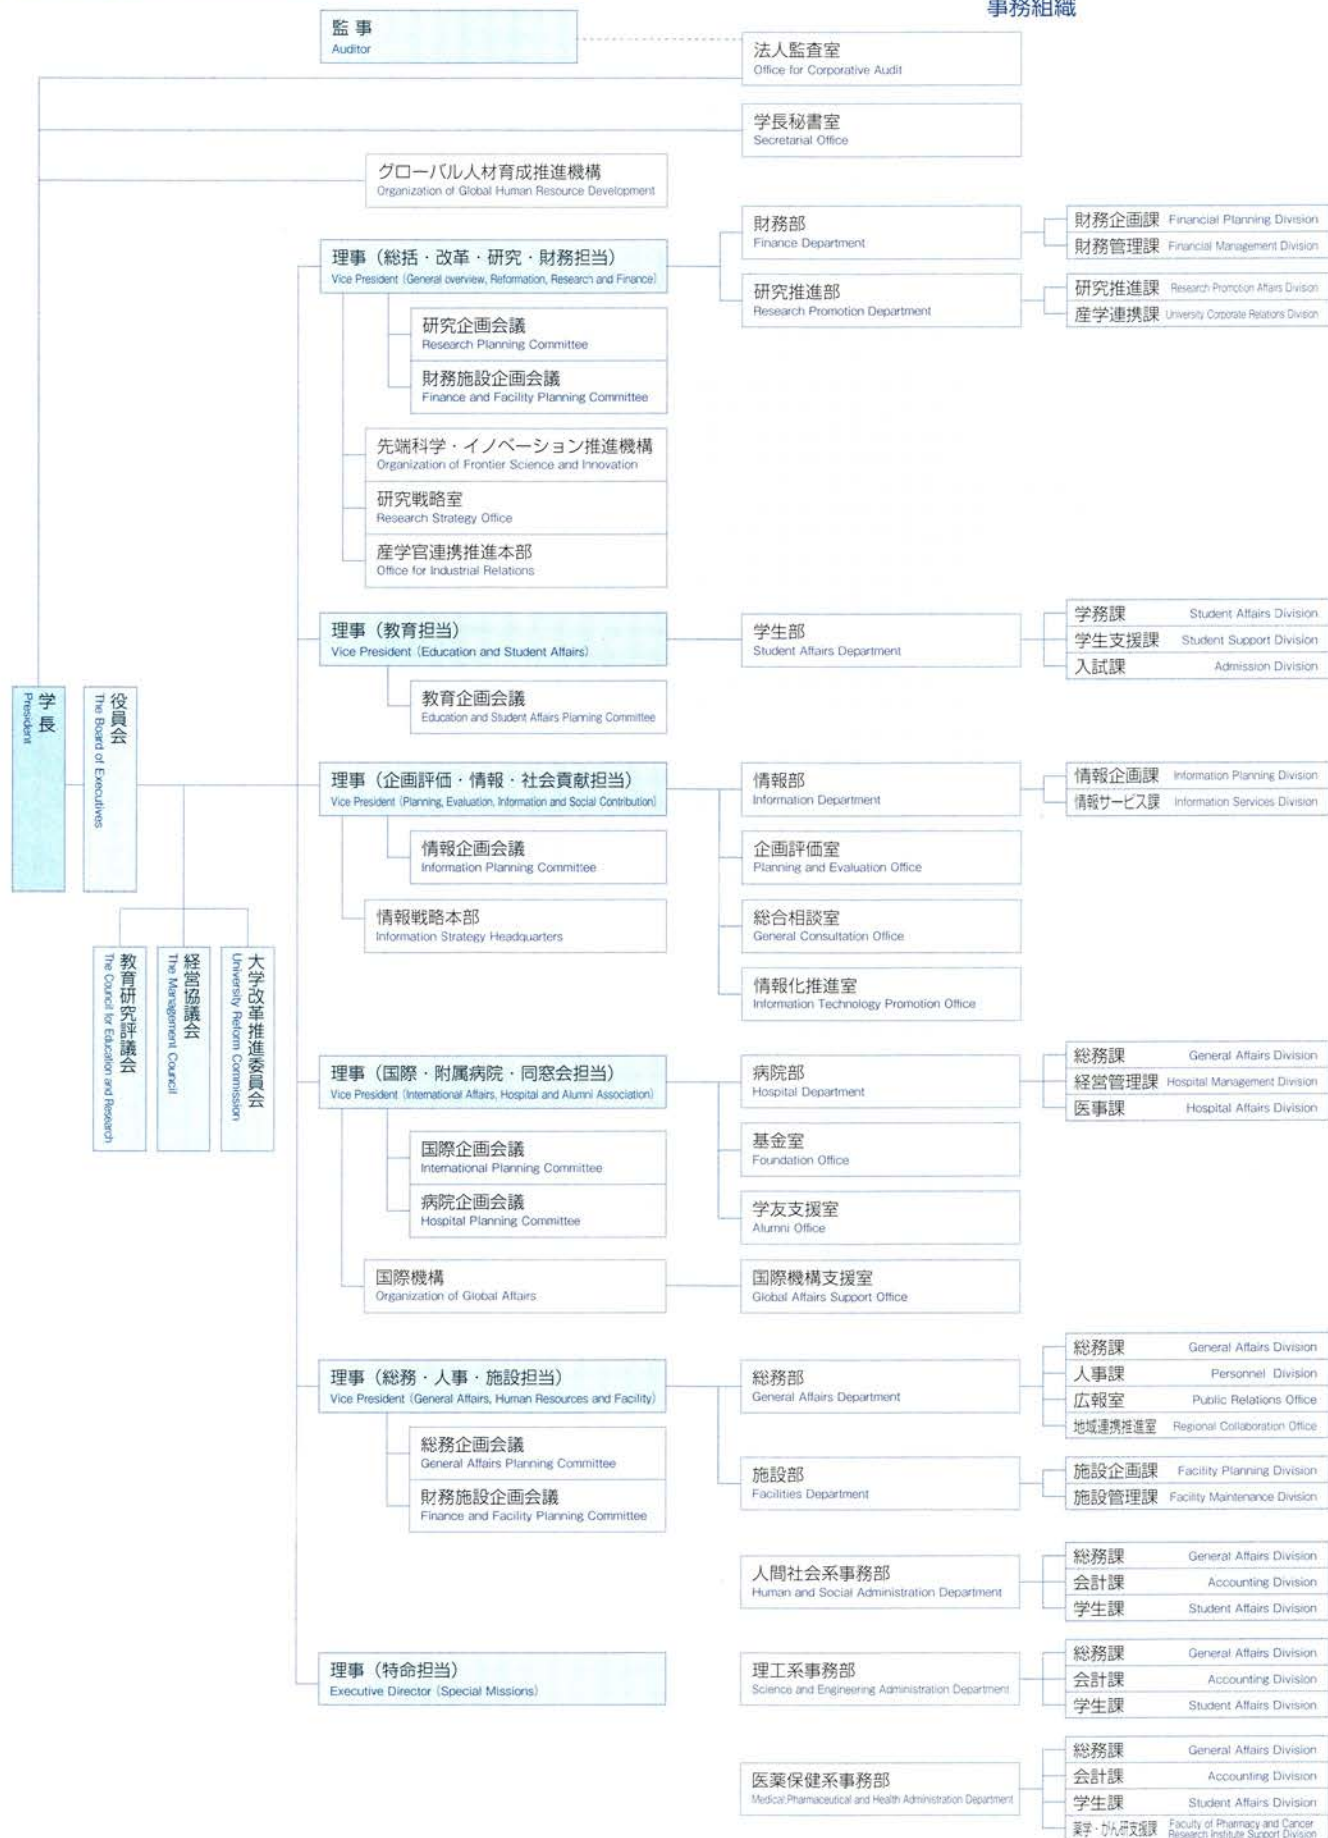 事務組織
監事
Auditor
法人監査室
Office for Corporative Audit
学長秘書室
Secretarial Office
グローバル人材育成推進機構
Organization of Global Human Resource Development
理事（総括・改革・研究・財務担当）
Vice President (General overview, Reformation, Research and Finance)
財務部
Finance Department
財務企画課 Financial Planning Division
財務管理課 Financial Management Division
研究推進部
Research Promotion Department
研究推進課 Research Promotion Affairs Division
産学連携課 University Corporate Relations Division
研究企画会議
Research Planning Committee
財務施設企画会議
Finance and Facility Planning Committee
先端科学・イノベーション推進機構
Organization of Frontier Science and Innovation
研究戦略室
Research Strategy Office
産学官連携推進本部
Office for Industrial Relations
理事（教育担当）
Vice President (Education and Student Affairs)
学生部
Student Affairs Department
学務課 Student Affairs Division
学生支援課 Student Support Division
入試課 Admission Division
教育企画会議
Education and Student Affairs Planning Committee
学長
President
役員会
The Board of Executives
教育研究評議会
The Council for Education and Research
経営協議会
The Management Council
大学改革推進委員会
University Reform Commission
理事（企画評価・情報・社会貢献担当）
Vice President (Planning, Evaluation, Information and Social Contribution)
情報部
Information Department
情報企画課 Information Planning Division
情報サービス課 Information Services Division
情報企画会議
Information Planning Committee
企画評価室
Planning and Evaluation Office
情報戦略本部
Information Strategy Headquarters
総合相談室
General Consultation Office
情報化推進室
Information Technology Promotion Office
理事（国際・附属病院・同窓会担当）
Vice President (International Affairs, Hospital and Alumni Association)
病院部
Hospital Department
総務課 General Affairs Division
経営管理課 Hospital Management Division
医事課 Hospital Affairs Division
国際企画会議
International Planning Committee
基金室
Foundation Office
病院企画会議
Hospital Planning Committee
学友支援室
Alumni Office
国際機構
Organization of Global Affairs
国際機構支援室
Global Affairs Support Office
理事（総務・人事・施設担当）
Vice President (General Affairs, Human Resources and Facility)
総務部
General Affairs Department
総務課 General Affairs Division
人事課 Personnel Division
広報室 Public Relations Office
地域連携推進室 Regional Collaboration Office
総務企画会議
General Affairs Planning Committee
財務施設企画会議
Finance and Facility Planning Committee
施設部
Facilities Department
施設企画課 Facility Planning Division
施設管理課 Facility Maintenance Division
人間社会系事務部
Human and Social Administration Department
総務課 General Affairs Division
会計課 Accounting Division
学生課 Student Affairs Division
理事（特命担当）
Executive Director (Special Missions)
理工系事務部
Science and Engineering Administration Department
総務課 General Affairs Division
会計課 Accounting Division
学生課 Student Affairs Division
医薬保健系事務部
Medical,Pharmaceutical and Health Administration Department
総務課 General Affairs Division
会計課 Accounting Division
学生課 Student Affairs Division
薬学・がん研支援課 Faculty of Pharmacy and Cancer
Research Institute Support Division